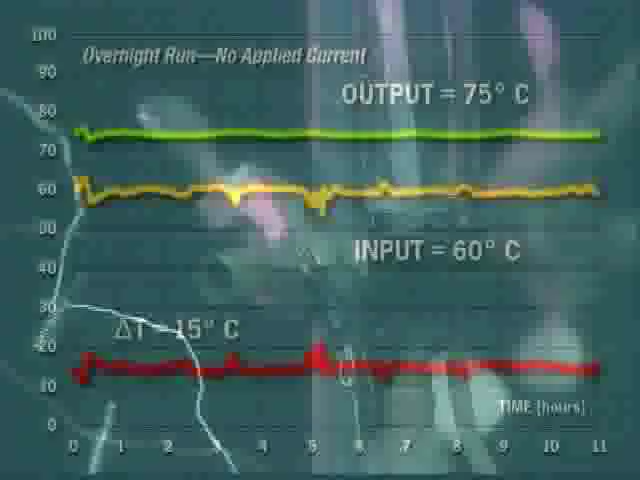 100
Overnight Run—No Applied Current
90
OUTPUT = 75° C
80
70
60
50
INPUT = 60° C
40
30
ΔT = 15° C
20
10
TIME [hours]
0
0 1 2 3 4 5 6 7 8 9 10 11